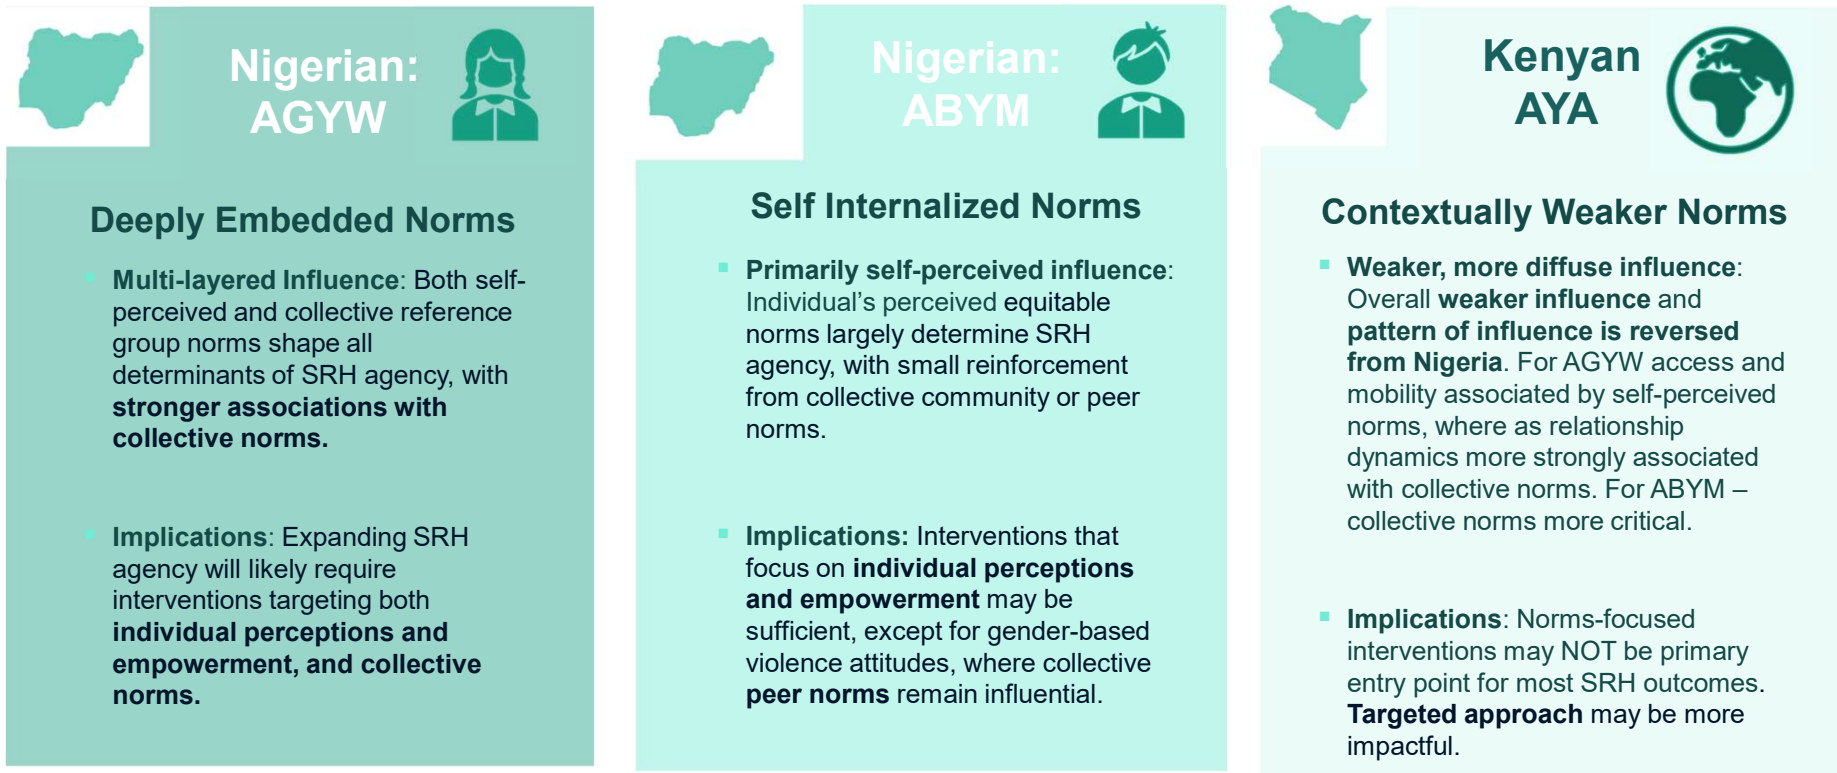 Nigerian:
AGYW
Deeply Embedded Norms
Multi-layered Influence: Both self-
perceived and collective reference
group norms shape all
determinants of SRH agency, with
stronger associations with
collective norms.
Implications: Expanding SRH
agency will likely require
interventions targeting both
individual perceptions and
empowerment, and collective
norms.
Nigerian:
ABYM
Self Internalized Norms
Primarily self-perceived influence:
Individual’s perceived equitable
norms largely determine SRH
agency, with small reinforcement
from collective community or peer
norms.
Implications: Interventions that
focus on individual perceptions
and empowerment may be
sufficient, except for gender-based
violence attitudes, where collective
peer norms remain influential.
Kenyan
AYA
Contextually Weaker Norms
Weaker, more diffuse influence:
Overall weaker influence and
pattern of influence is reversed
from Nigeria. For AGYW access and
mobility associated by self-perceived
norms, where as relationship
dynamics more strongly associated
with collective norms. For ABYM –
collective norms more critical.
Implications: Norms-focused
interventions may NOT be primary
entry point for most SRH outcomes.
Targeted approach may be more
impactful.